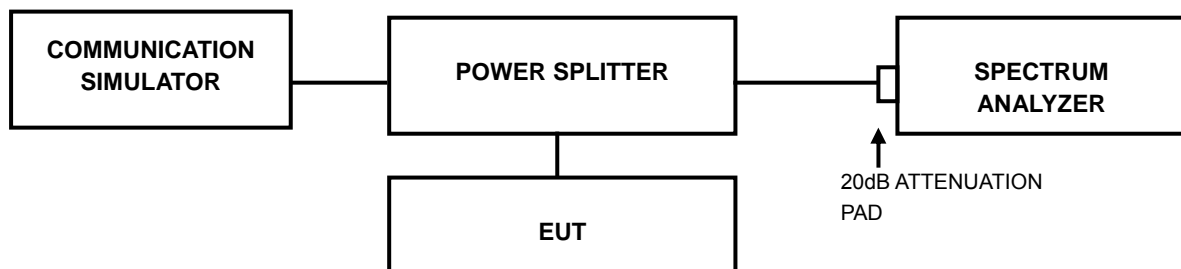 COMMUNICATION
SIMULATOR
POWER SPLITTER
SPECTRUM
ANALYZER
20dB ATTENUATION
PAD
EUT